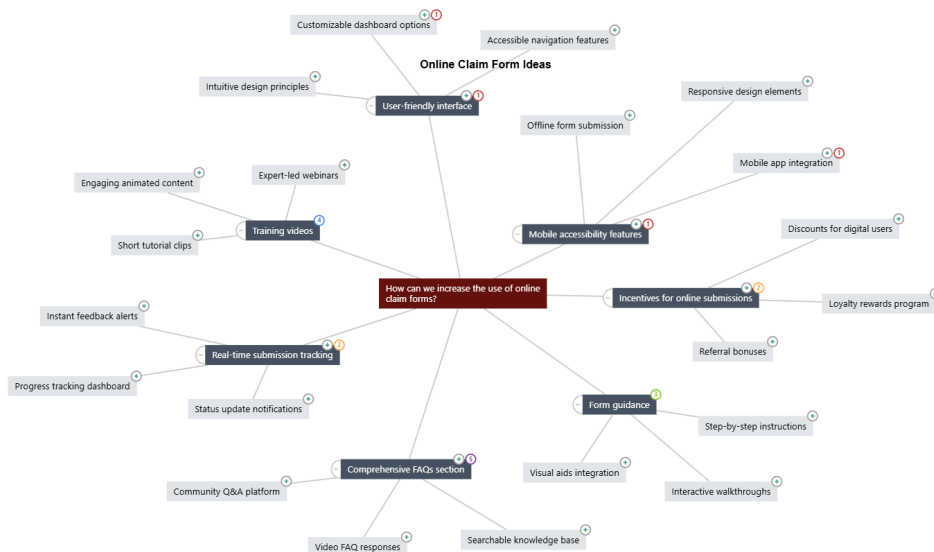 Customizable dashboard options
1
Accessible navigation features
Online Claim Form Ideas
Intuitive design principles
User-friendly interface
1
Responsive design elements
Offline form submission
Mobile app integration
1
Engaging animated content
Expert-led webinars
Training videos
4
Short tutorial clips
Mobile accessibility features
1
Discounts for digital users
How can we increase the use of online
claim forms?
Incentives for online submissions
2
Loyalty rewards program
Instant feedback alerts
Real-time submission tracking
2
Referral bonuses
Progress tracking dashboard
Status update notifications
Form guidance
3
Step-by-step instructions
Comprehensive FAQs section
5
Visual aids integration
Community Q&A platform
Interactive walkthroughs
Searchable knowledge base
Video FAQ responses